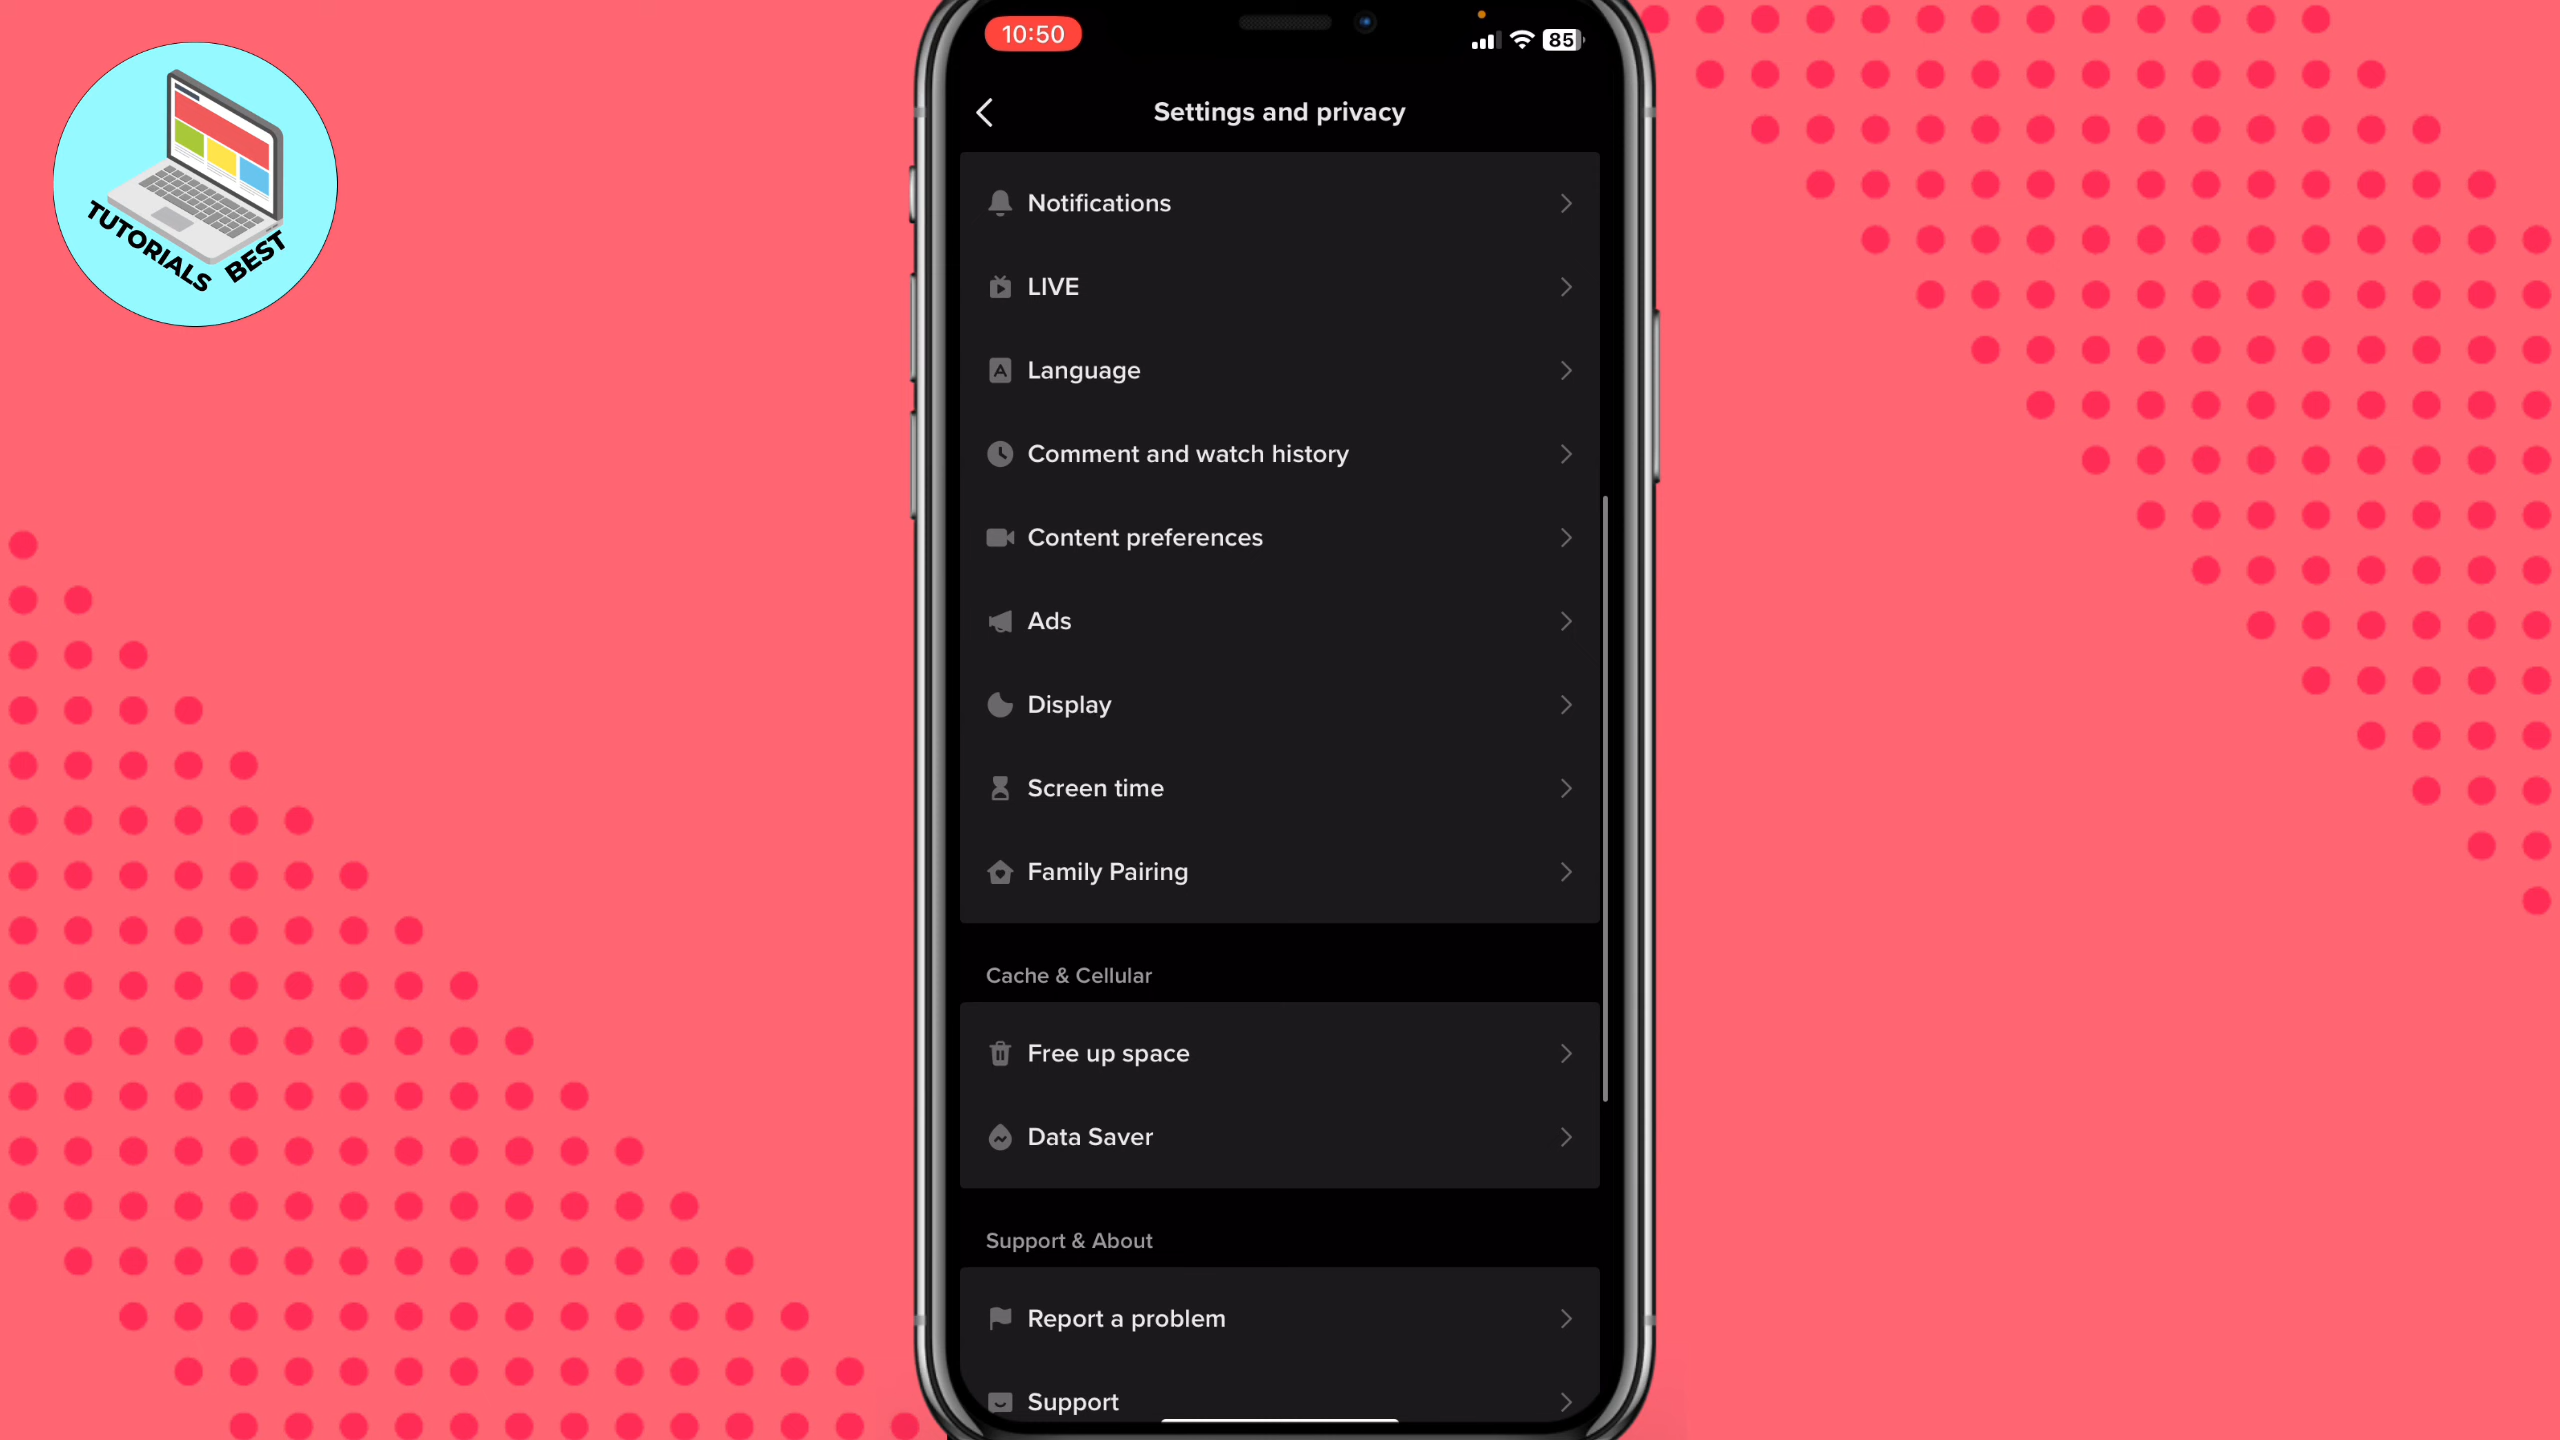 TUTORIALS BEST
10:50
85
Settings and privacy
Notifications
LIVE
Language
Comment and watch history
Content preferences
Ads
Display
Screen time
Family Pairing
Cache & Cellular
Free up space
Data Saver
Support & About
Report a problem
Support